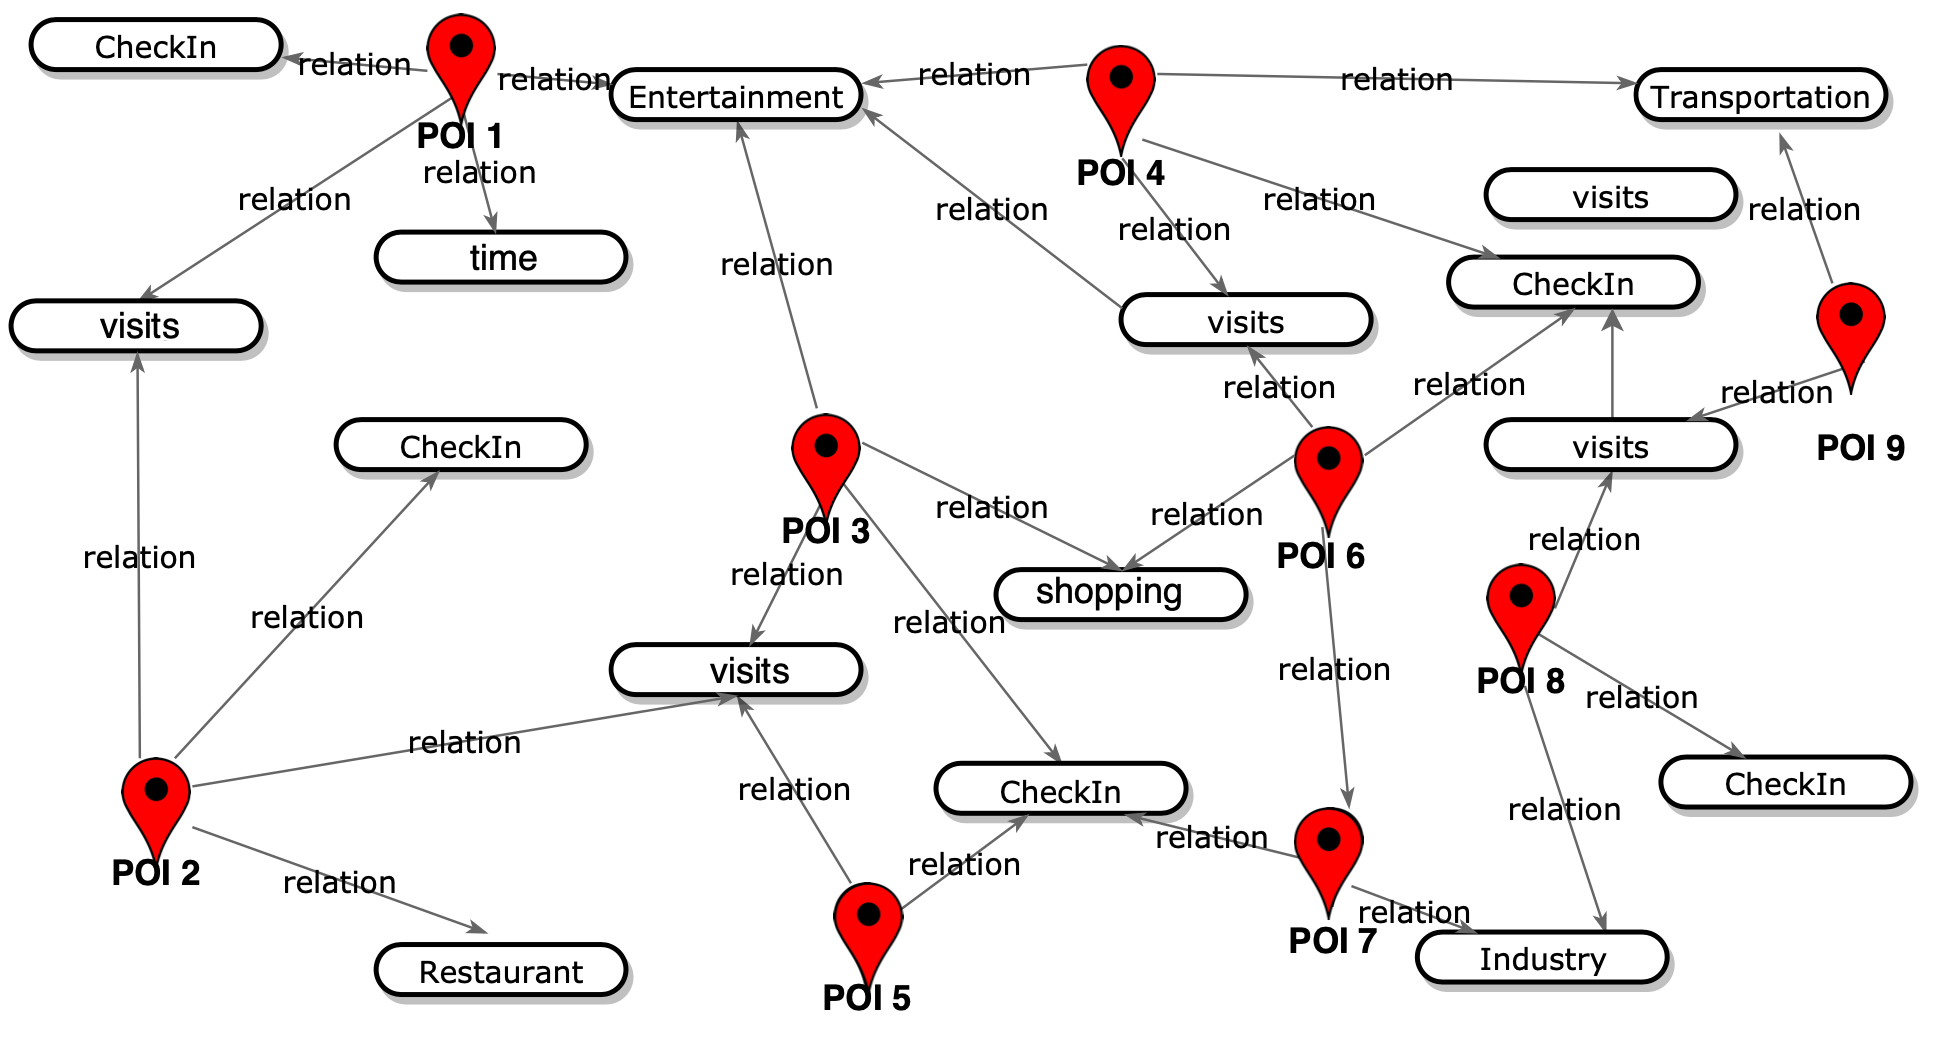 CheckIn
relation
relation
Entertainment
relation
relation
Transportation
POI 1
relation
POI 4
relation
visits
relation
relation
relation
relation
relation
time
relation
CheckIn
visits
visits
relation
relation
relation
CheckIn
visits
POI 9
relation
relation
POI 3
relation
POI 6
relation
relation
relation
shopping
relation
relation
visits
relation
POI 8
relation
relation
relation
CheckIn
CheckIn
relation
relation
relation
POI 2
relation
relation
relation
POI 7
Restaurant
POI 5
Industry